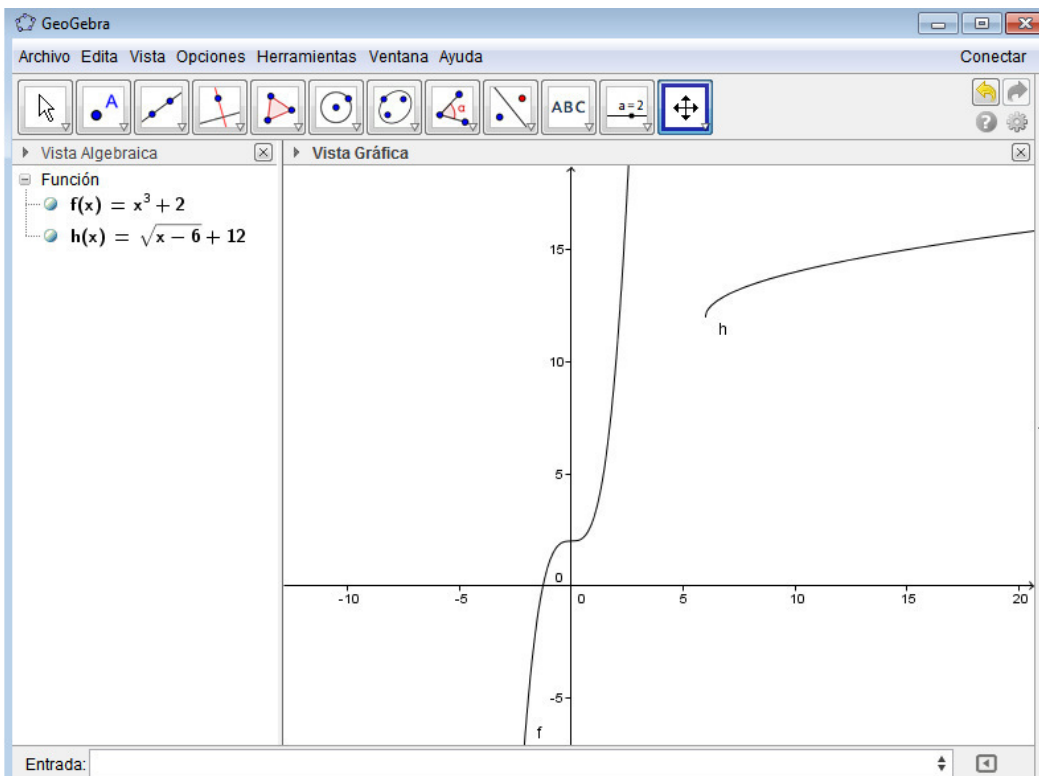 GeoGebra
Archivo Edita Vista Opciones Herramientas Ventana Ayuda Conectar
A α ABC a=2
Vista Algebraica Vista Gráfica
Función
f(x) = x³ + 2
h(x) = √(x − 6) + 12
15
h
10
5
0
-10 -5 0 5 10 15 20
-5
f
Entrada: